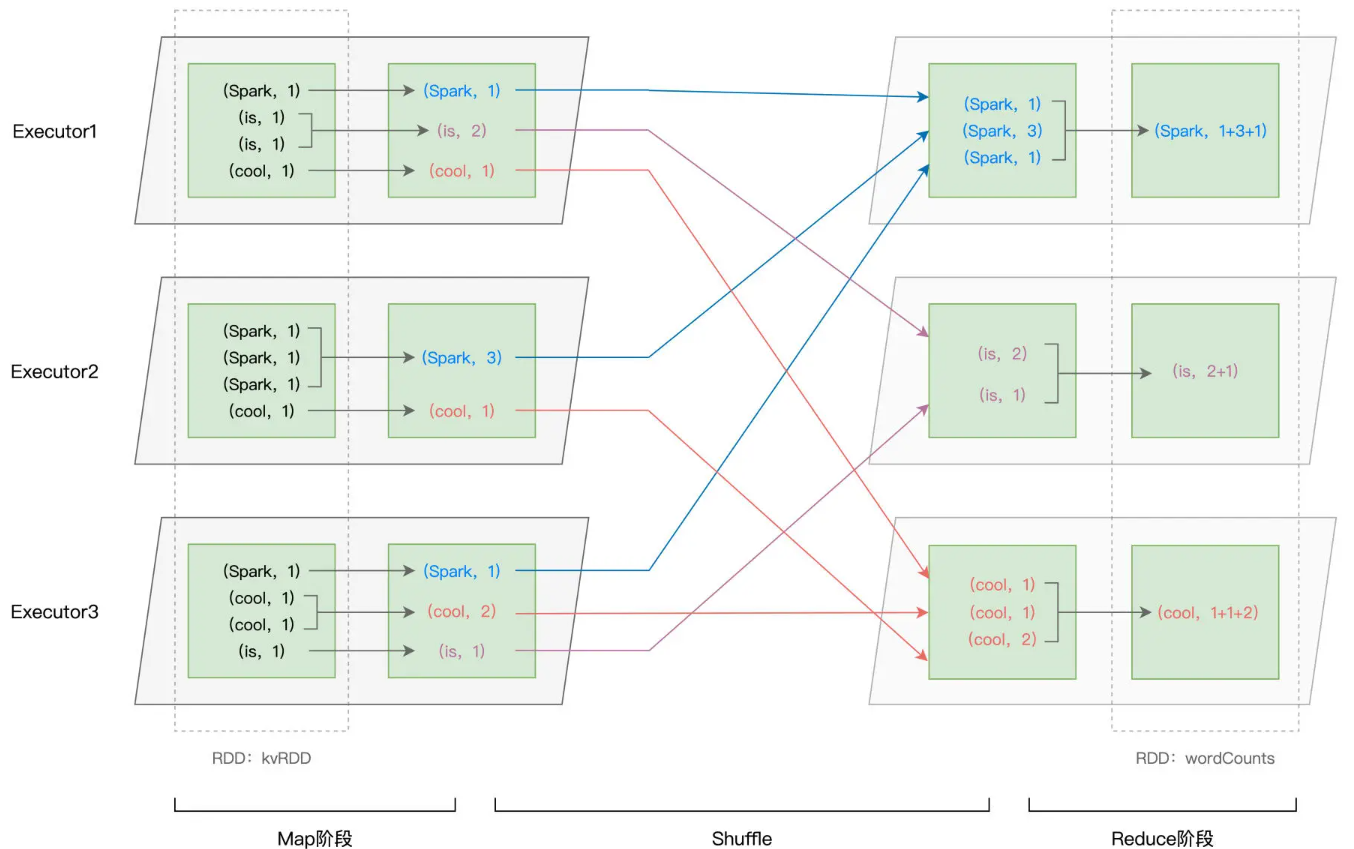 Executor1
(Spark, 1)
(is, 1)
(is, 1)
(cool, 1)
(Spark, 1)
(is, 2)
(cool, 1)
(Spark, 1)
(Spark, 3)
(Spark, 1)
(Spark, 1+3+1)
Executor2
(Spark, 1)
(Spark, 1)
(Spark, 1)
(cool, 1)
(Spark, 3)
(cool, 1)
(is, 2)
(is, 1)
(is, 2+1)
Executor3
(Spark, 1)
(cool, 1)
(cool, 1)
(is, 1)
(Spark, 1)
(cool, 2)
(is, 1)
(cool, 1)
(cool, 1)
(cool, 2)
(cool, 1+1+2)
RDD：kvRDD
RDD：wordCounts
Map阶段
Shuffle
Reduce阶段